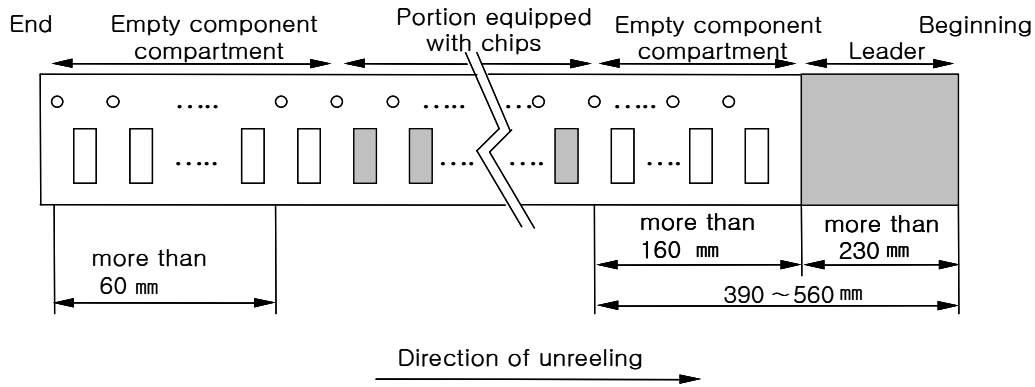 End
Empty component
compartment
Portion equipped
with chips
Empty component
compartment
Leader
Beginning
more than
60 mm
more than
160 mm
more than
230 mm
390 ~560 mm
Direction of unreeling